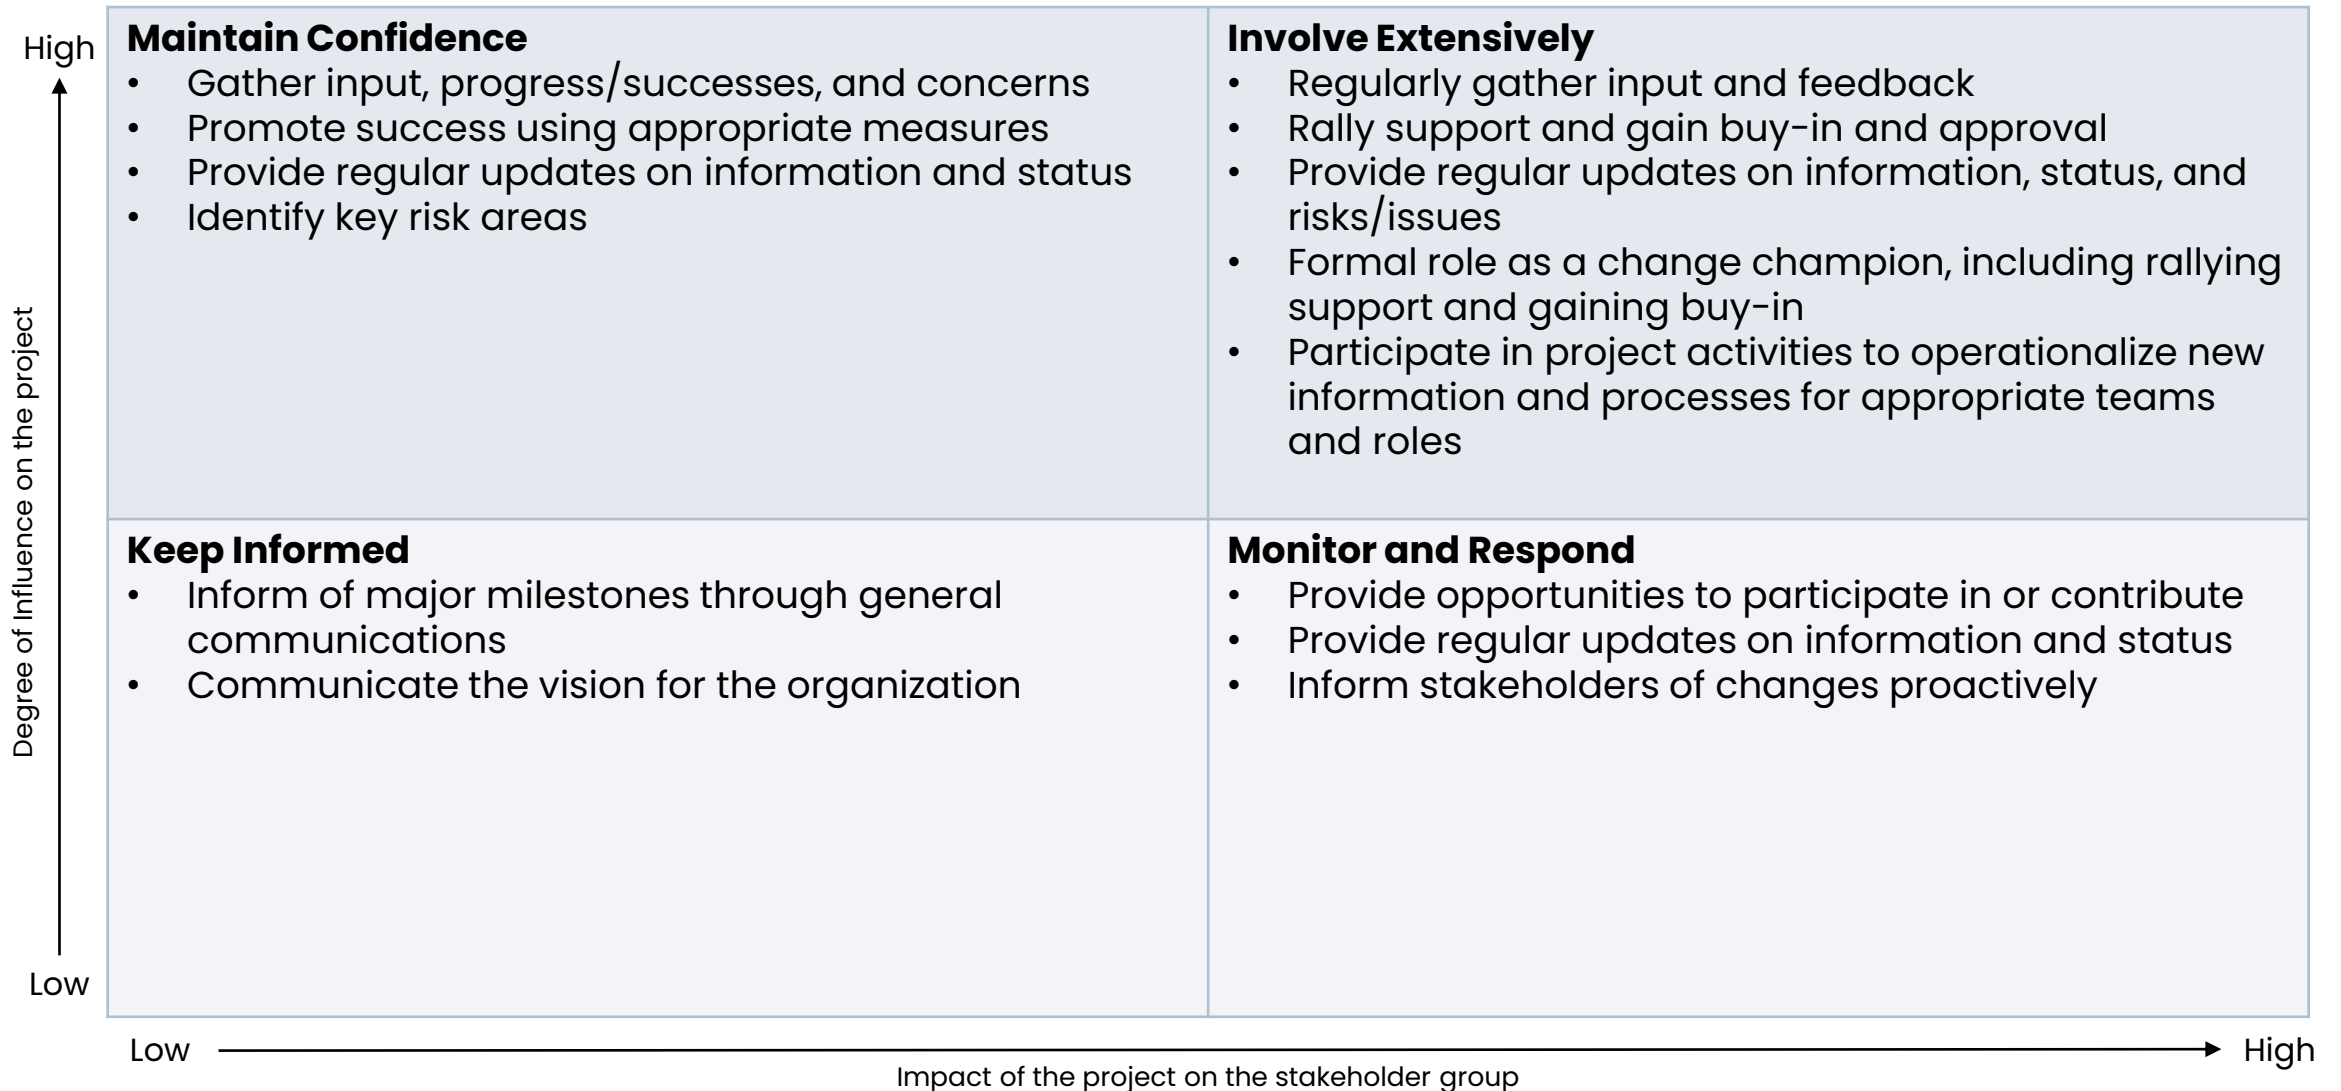 High
Degree of Influence on the project
Low
Maintain Confidence
• Gather input, progress/successes, and concerns
• Promote success using appropriate measures
• Provide regular updates on information and status
• Identify key risk areas
Involve Extensively
• Regularly gather input and feedback
• Rally support and gain buy-in and approval
• Provide regular updates on information, status, and
risks/issues
• Formal role as a change champion, including rallying
support and gaining buy-in
• Participate in project activities to operationalize new
information and processes for appropriate teams
and roles
Keep Informed
• Inform of major milestones through general
communications
• Communicate the vision for the organization
Monitor and Respond
• Provide opportunities to participate in or contribute
• Provide regular updates on information and status
• Inform stakeholders of changes proactively
Low
Impact of the project on the stakeholder group
High